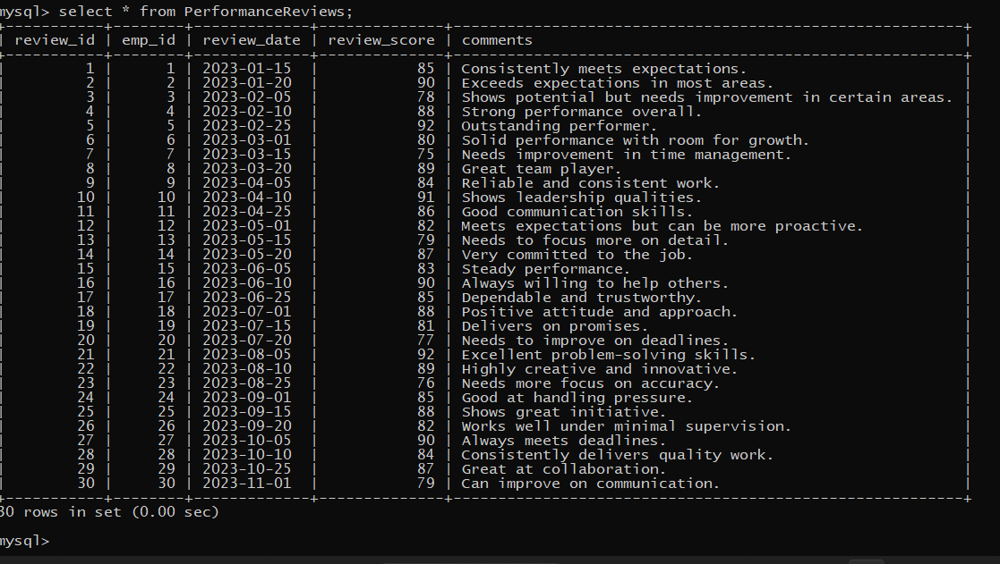 mysql> select * from PerformanceReviews;
+-----------+--------+-------------+--------------+---------------------------------------------------------+
| review_id | emp_id | review_date | review_score | comments                                                |
+-----------+--------+-------------+--------------+---------------------------------------------------------+
|         1 |      1 | 2023-01-15  |           85 | Consistently meets expectations.                        |
|         2 |      2 | 2023-01-20  |           90 | Exceeds expectations in most areas.                     |
|         3 |      3 | 2023-02-05  |           78 | Shows potential but needs improvement in certain areas. |
|         4 |      4 | 2023-02-10  |           88 | Strong performance overall.                             |
|         5 |      5 | 2023-02-25  |           92 | Outstanding performer.                                  |
|         6 |      6 | 2023-03-01  |           80 | Solid performance with room for growth.                 |
|         7 |      7 | 2023-03-15  |           75 | Needs improvement in time management.                   |
|         8 |      8 | 2023-03-20  |           89 | Great team player.                                      |
|         9 |      9 | 2023-04-05  |           84 | Reliable and consistent work.                           |
|        10 |     10 | 2023-04-10  |           91 | Shows leadership qualities.                             |
|        11 |     11 | 2023-04-25  |           86 | Good communication skills.                              |
|        12 |     12 | 2023-05-01  |           82 | Meets expectations but can be more proactive.           |
|        13 |     13 | 2023-05-15  |           79 | Needs to focus more on detail.                          |
|        14 |     14 | 2023-05-20  |           87 | Very committed to the job.                              |
|        15 |     15 | 2023-06-05  |           83 | Steady performance.                                     |
|        16 |     16 | 2023-06-10  |           90 | Always willing to help others.                          |
|        17 |     17 | 2023-06-25  |           85 | Dependable and trustworthy.                             |
|        18 |     18 | 2023-07-01  |           88 | Positive attitude and approach.                         |
|        19 |     19 | 2023-07-15  |           81 | Delivers on promises.                                   |
|        20 |     20 | 2023-07-20  |           77 | Needs to improve on deadlines.                          |
|        21 |     21 | 2023-08-05  |           92 | Excellent problem-solving skills.                       |
|        22 |     22 | 2023-08-10  |           89 | Highly creative and innovative.                         |
|        23 |     23 | 2023-08-25  |           76 | Needs more focus on accuracy.                           |
|        24 |     24 | 2023-09-01  |           85 | Good at handling pressure.                              |
|        25 |     25 | 2023-09-15  |           88 | Shows great initiative.                                 |
|        26 |     26 | 2023-09-20  |           82 | Works well under minimal supervision.                   |
|        27 |     27 | 2023-10-05  |           90 | Always meets deadlines.                                 |
|        28 |     28 | 2023-10-10  |           84 | Consistently delivers quality work.                     |
|        29 |     29 | 2023-10-25  |           87 | Great at collaboration.                                 |
|        30 |     30 | 2023-11-01  |           79 | Can improve on communication.                           |
+-----------+--------+-------------+--------------+---------------------------------------------------------+
30 rows in set (0.00 sec)
mysql>